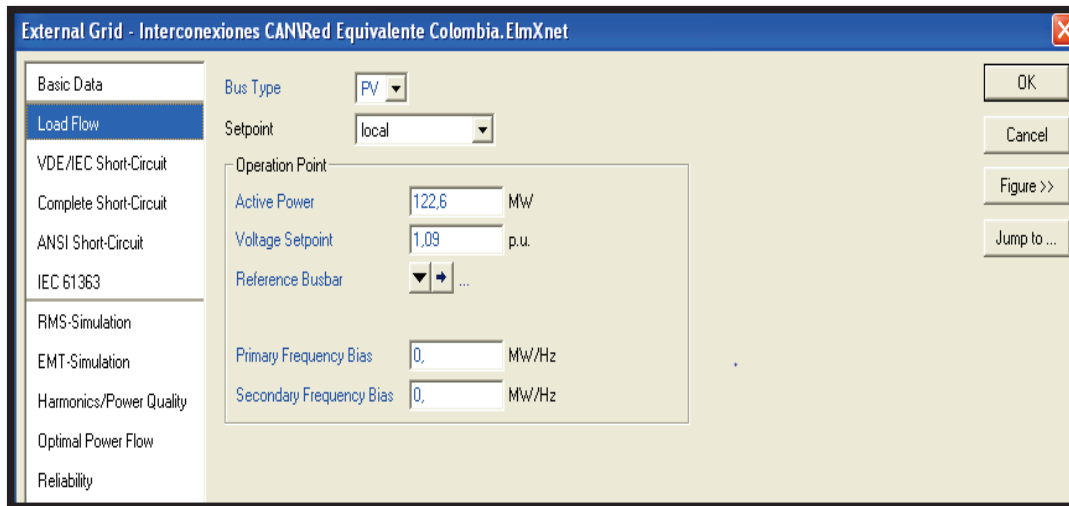 External Grid - Interconexiones CAN\Red Equivalente Colombia.ElmXnet
Basic Data
Load Flow
VDE/IEC Short-Circuit
Complete Short-Circuit
ANSI Short-Circuit
IEC 61363
RMS-Simulation
EMT-Simulation
Harmonics/Power Quality
Optimal Power Flow
Reliability
Bus Type PV
Setpoint local
Operation Point
Active Power 122,6 MW
Voltage Setpoint 1,09 p.u.
Reference Busbar ...
Primary Frequency Bias 0, MW/Hz
Secondary Frequency Bias 0, MW/Hz
OK
Cancel
Figure >>
Jump to ...